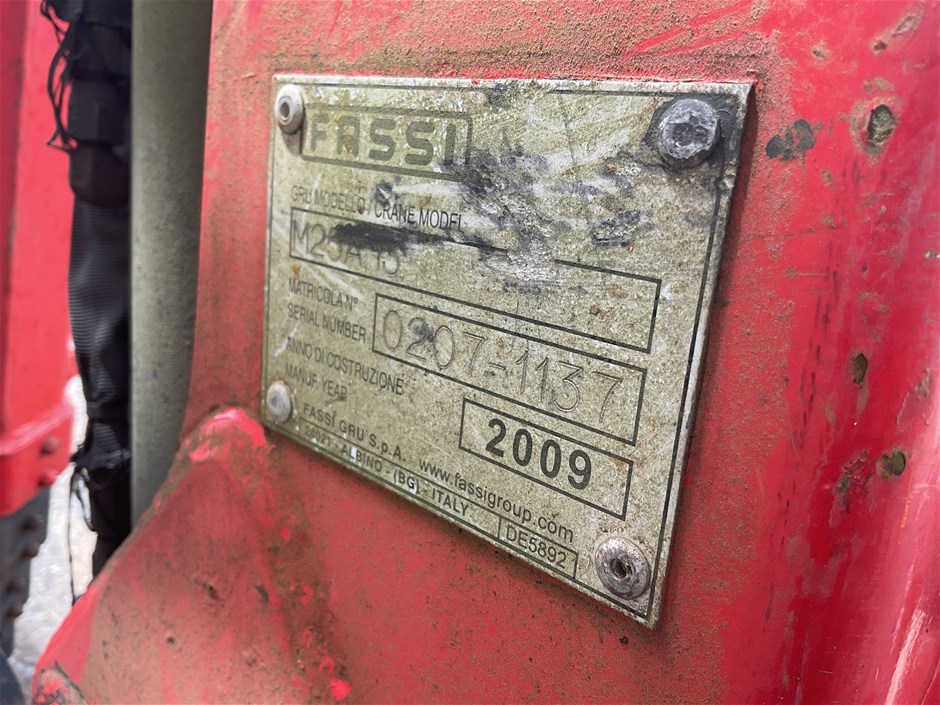 FASSI
GRU MODELLO / CRANE MODEL
MATRICOLA N°
SERIAL NUMBER
0207-1137
ANNO DI COSTRUZIONE
MANUF. YEAR
2009
FASSI GRU S.p.A. www.fassigroup.com
24021 - ALBINO - (BG) - ITALY
DE5892